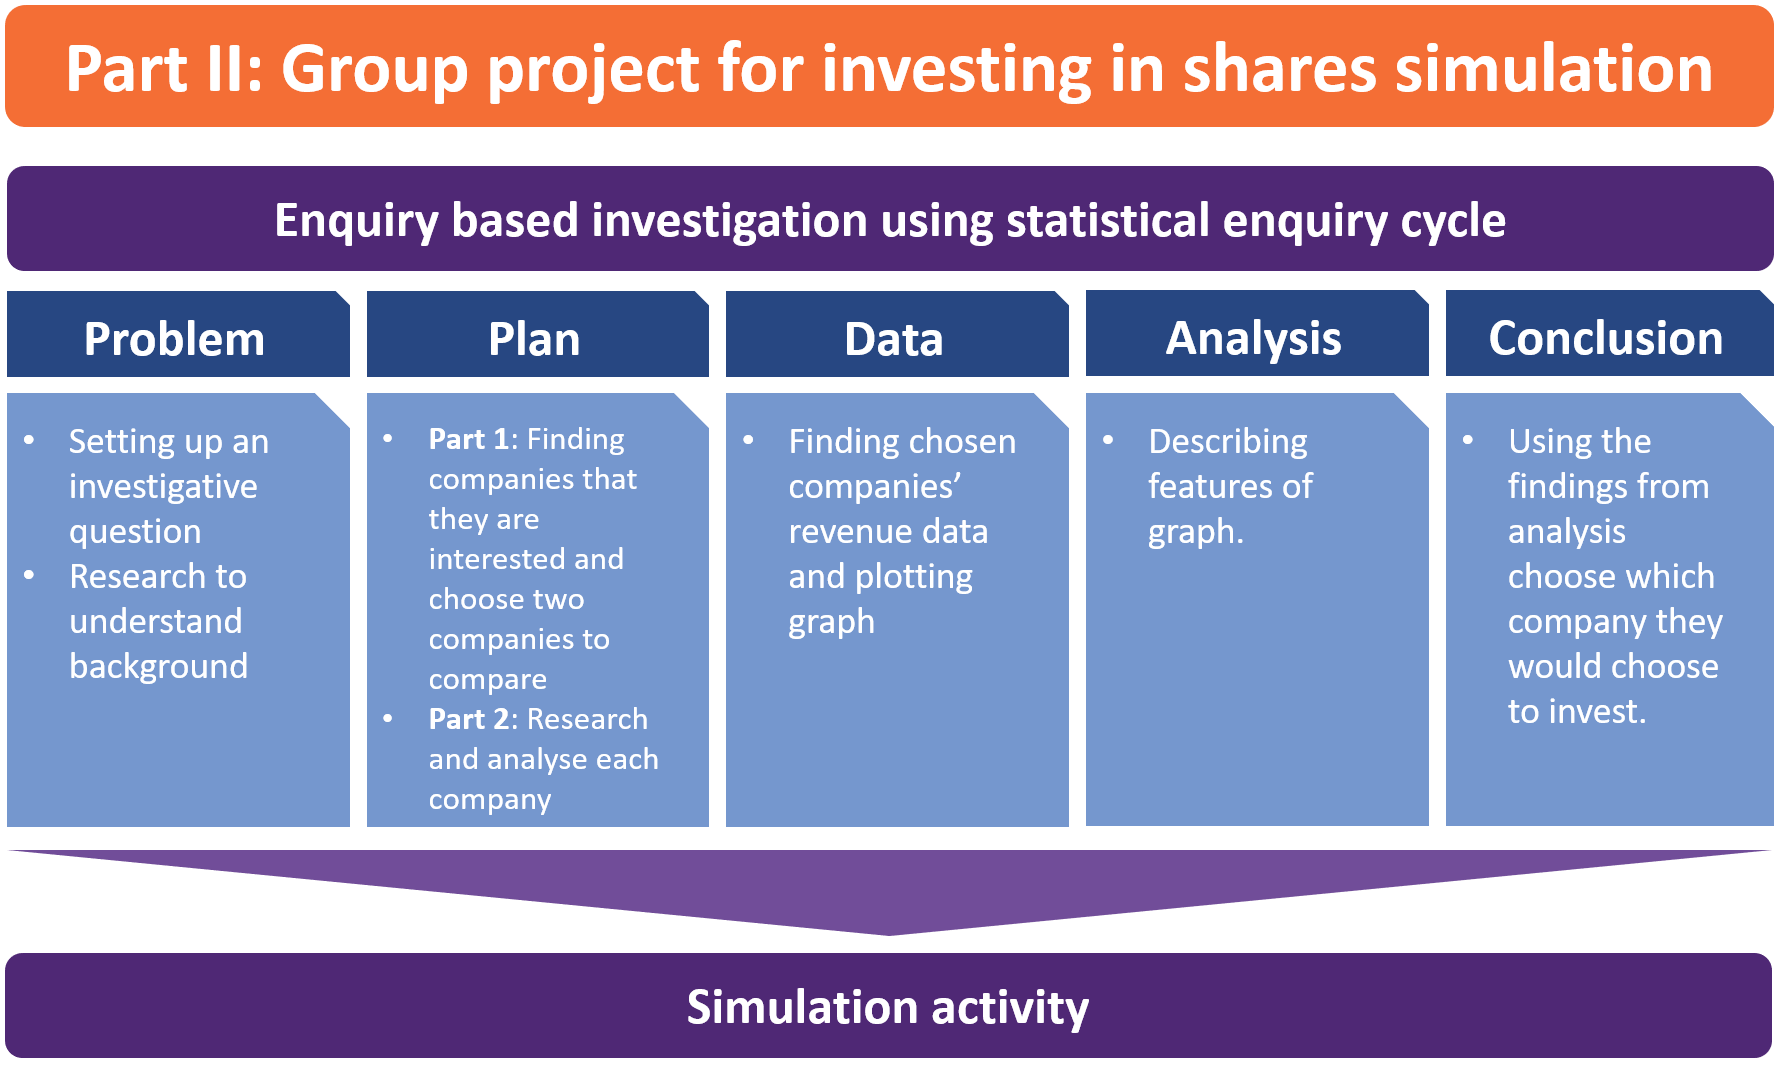 Part II: Group project for investing in shares simulation
Enquiry based investigation using statistical enquiry cycle
Problem
• Setting up an
investigative
question
• Research to
understand
background
Plan
• Part 1: Finding
companies that
they are
interested and
choose two
companies to
compare
• Part 2: Research
and analyse each
company
Data
• Finding chosen
companies’
revenue data
and plotting
graph
Analysis
• Describing
features of
graph.
Conclusion
• Using the
findings from
analysis
choose which
company they
would choose
to invest.
Simulation activity